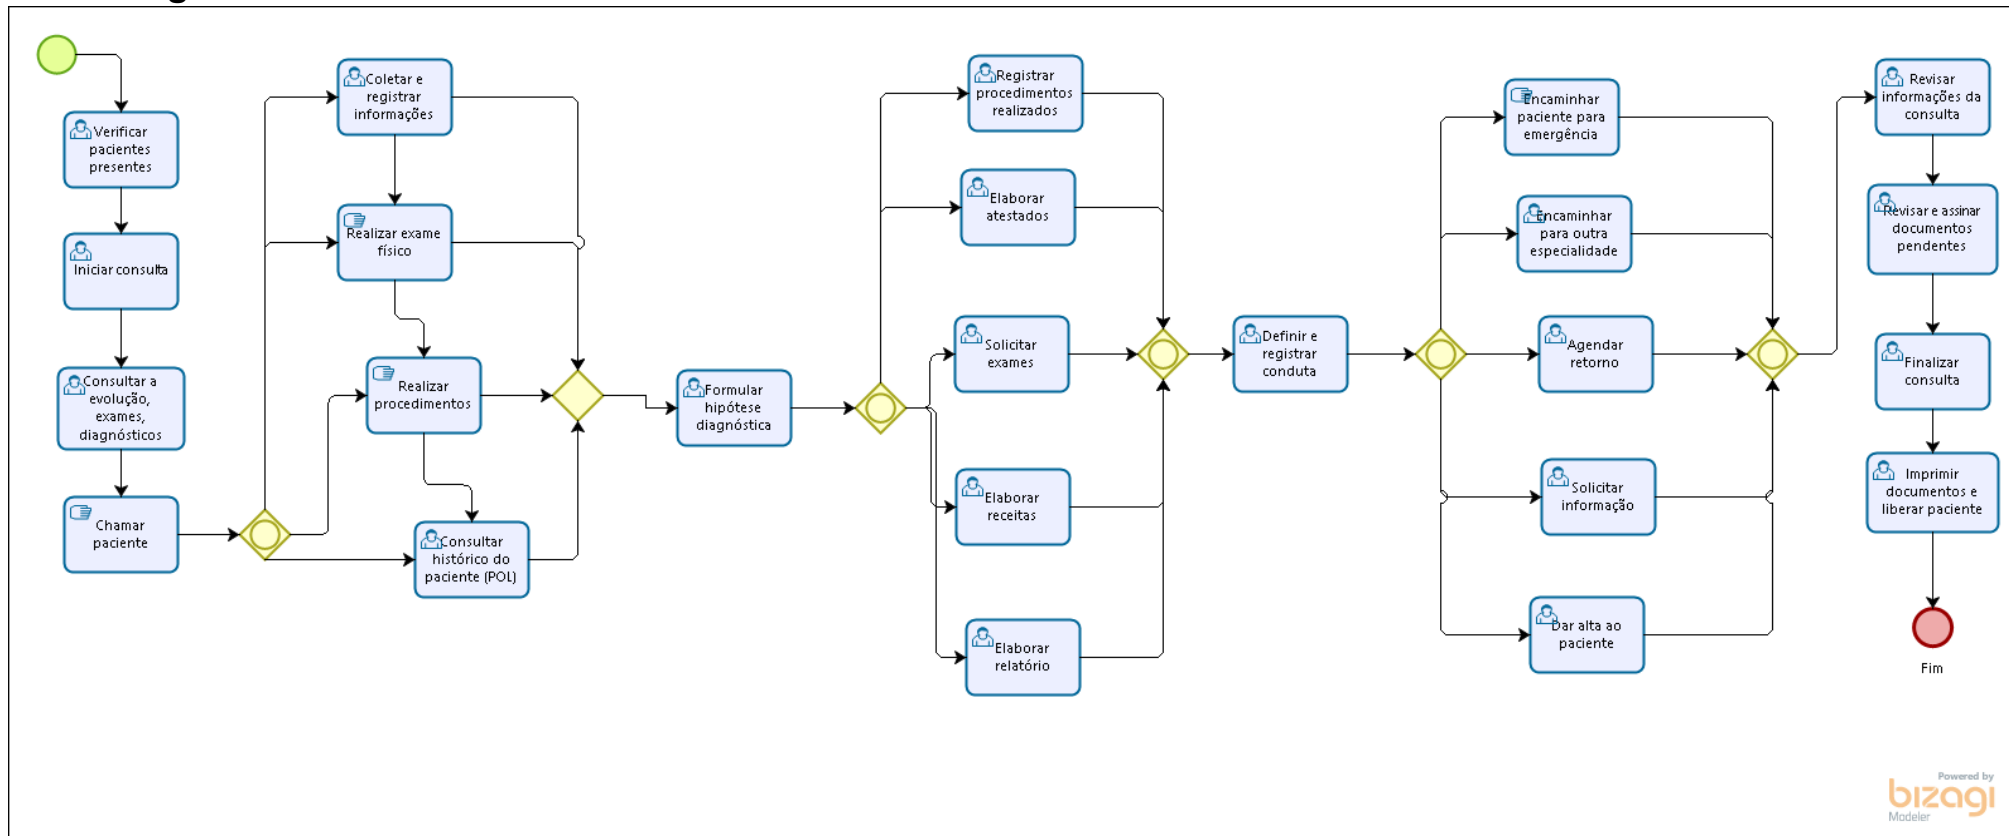 Verificar
pacientes
presentes
Iniciar consulta
Consultar a
evolução,
exames,
diagnósticos
Chamar
paciente
Coletar e
registrar
informações
Realizar exame
físico
Realizar
procedimentos
Consultar
histórico do
paciente (POL)
Formular
hipótese
diagnóstica
Registrar
procedimentos
realizados
Elaborar
atestados
Solicitar
exames
Elaborar
receitas
Elaborar
relatório
Definir e
registrar
conduta
Encaminhar
paciente para
emergência
Encaminhar
para outra
especialidade
Agendar
retorno
Solicitar
informação
Dar alta ao
paciente
Revisar
informações da
consulta
Revisar e assinar
documentos
pendentes
Finalizar
consulta
Imprimir
documentos e
liberar paciente
Fim
Powered by
bizagi
Modeler